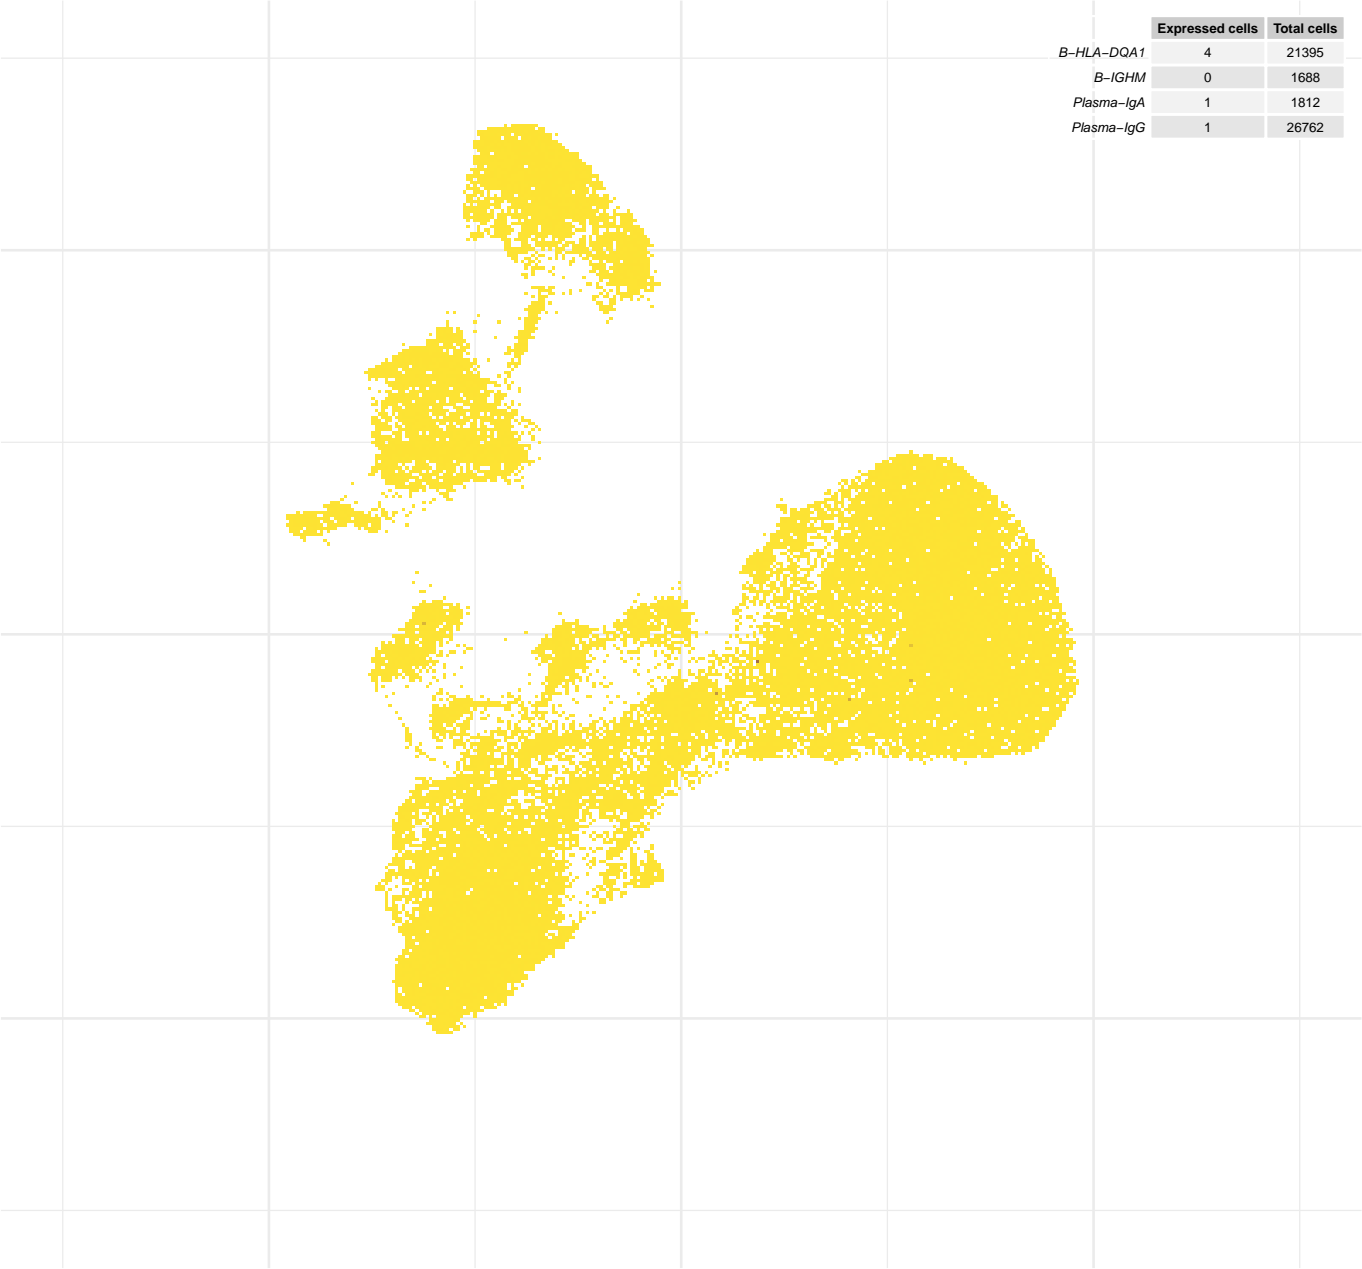 Expressed cells Total cells
B−HLA−DQA1 4 21395
B−IGHM 0 1688
Plasma−IgA 1 1812
Plasma−IgG 1 26762